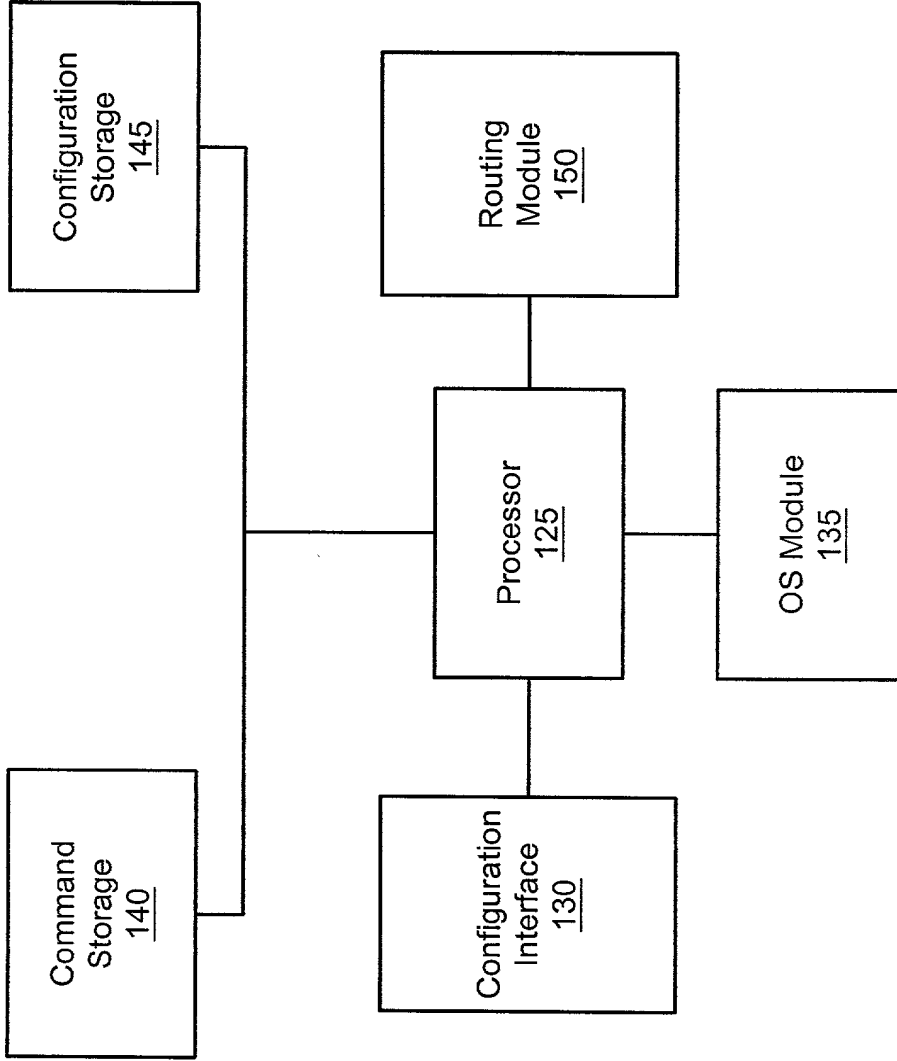 Command
Storage
140
Configuration
Storage
145
Configuration
Interface
130
Processor
125
Routing
Module
150
OS Module
135